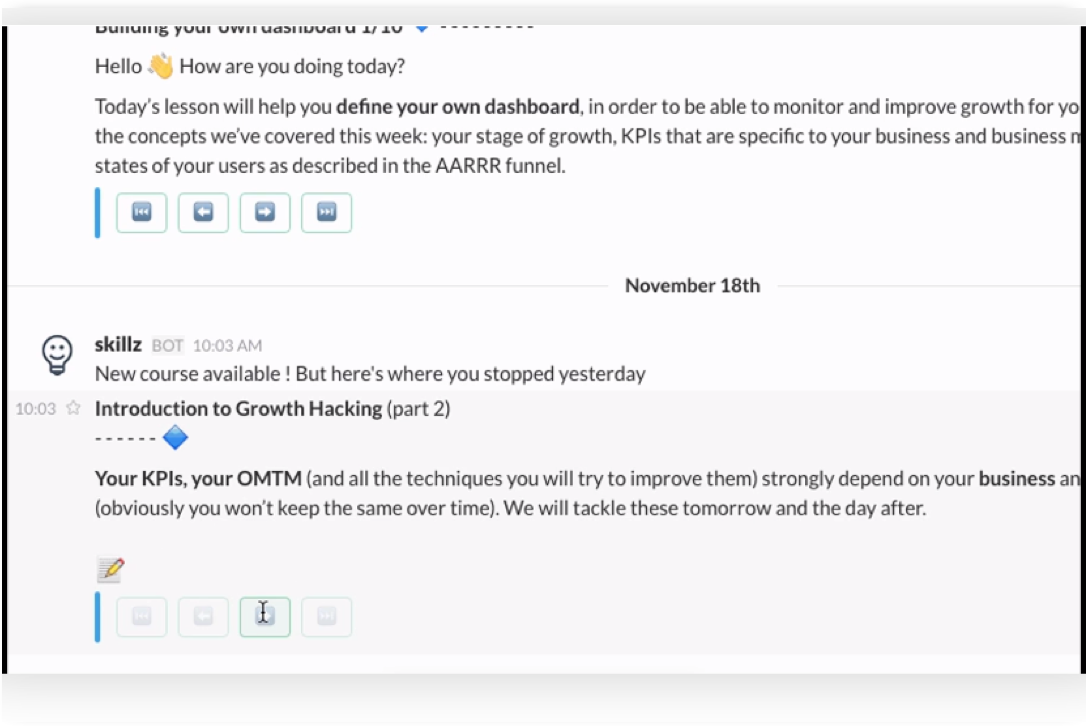 Building your own dashboard 1/10 🔹 ---------
Hello 👋 How are you doing today?
Today's lesson will help you define your own dashboard, in order to be able to monitor and improve growth for yo
the concepts we've covered this week: your stage of growth, KPIs that are specific to your business and business m
states of your users as described in the AARRR funnel.
November 18th
skillz BOT 10:03 AM
New course available ! But here's where you stopped yesterday
10:03 Introduction to Growth Hacking (part 2)
- - - - - - 🔷
Your KPIs, your OMTM (and all the techniques you will try to improve them) strongly depend on your business an
(obviously you won't keep the same over time). We will tackle these tomorrow and the day after.